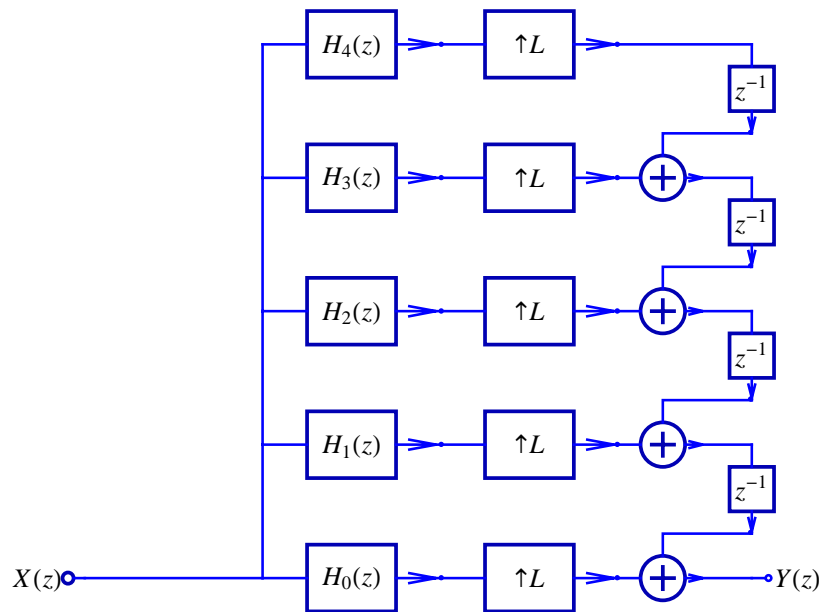 H₄(z) ↑L
z⁻¹
H₃(z) ↑L +
z⁻¹
H₂(z) ↑L +
z⁻¹
H₁(z) ↑L +
z⁻¹
X(z) H₀(z) ↑L + Y(z)